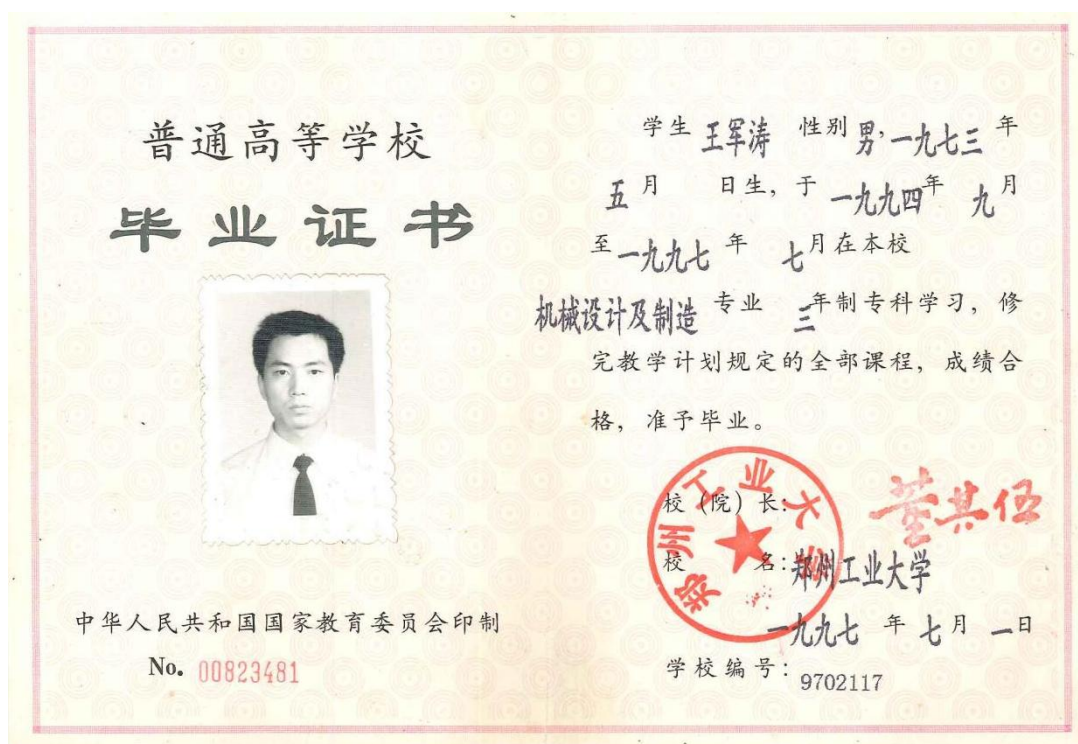 普通高等学校
毕业证书
中华人民共和国国家教育委员会印制
No. 00823481
学生 王军涛 性别 男,一九七三 年
五 月 日生, 于 一九九四年 九 月
至一九九七 年 七月在本校
机械设计及制造 专业 三年制专科学习, 修
完教学计划规定的全部课程, 成绩合
格, 准予毕业。
校(院)长: 董其伍
校 名: 郑州工业大学
一九九七 年 七月 一日
学校编号: 9702117
郑州工业大学